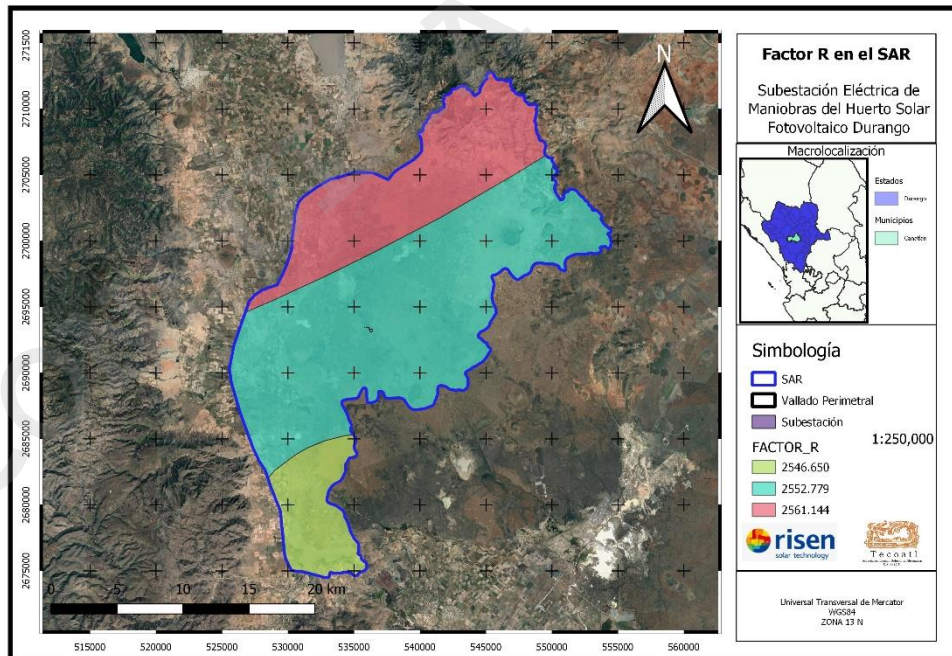 Factor R en el SAR
Subestación Eléctrica de
Maniobras del Huerto Solar
Fotovoltaico Durango
Macrolocalización
Estados
Durango
Municipios
Canatlan
Simbología
SAR
Vallado Perimetral
Subestación
1:250,000
FACTOR_R
2546.650
2552.779
2561.144
risen
solar technology
Tecoatl
Universal Transversal de Mercator
WGS84
ZONA 13 N
N
2715000
2710000
2705000
2700000
2695000
2690000
2685000
2680000
2675000
0 5 10 20 km
515000 520000 525000 530000 535000 540000 545000 550000 555000 560000